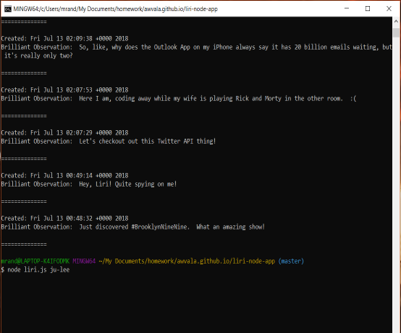 MINGW64:/c/Users/mrand/My Documents/homework/awvala.github.io/liri-node-app
==============
Created: Fri Jul 13 02:09:38 +0000 2018
Brilliant Observation:  So, like, why does the Outlook App on my iPhone always say it has 20 billion emails waiting, but
 it's really only two?
==============
Created: Fri Jul 13 02:07:53 +0000 2018
Brilliant Observation:  Here I am, coding away while my wife is playing Rick and Morty in the other room.  :(
==============
Created: Fri Jul 13 02:07:29 +0000 2018
Brilliant Observation:  Let's checkout out this Twitter API thing!
==============
Created: Fri Jul 13 00:49:14 +0000 2018
Brilliant Observation:  Hey, Liri! Quite spying on me!
==============
Created: Fri Jul 13 00:48:32 +0000 2018
Brilliant Observation:  Just discovered #BrooklynNineNine.  What an amazing show!
==============
mrand@LAPTOP-K4IFODMK MINGW64 ~/My Documents/homework/awvala.github.io/liri-node-app (master)
$ node liri.js ju-lee